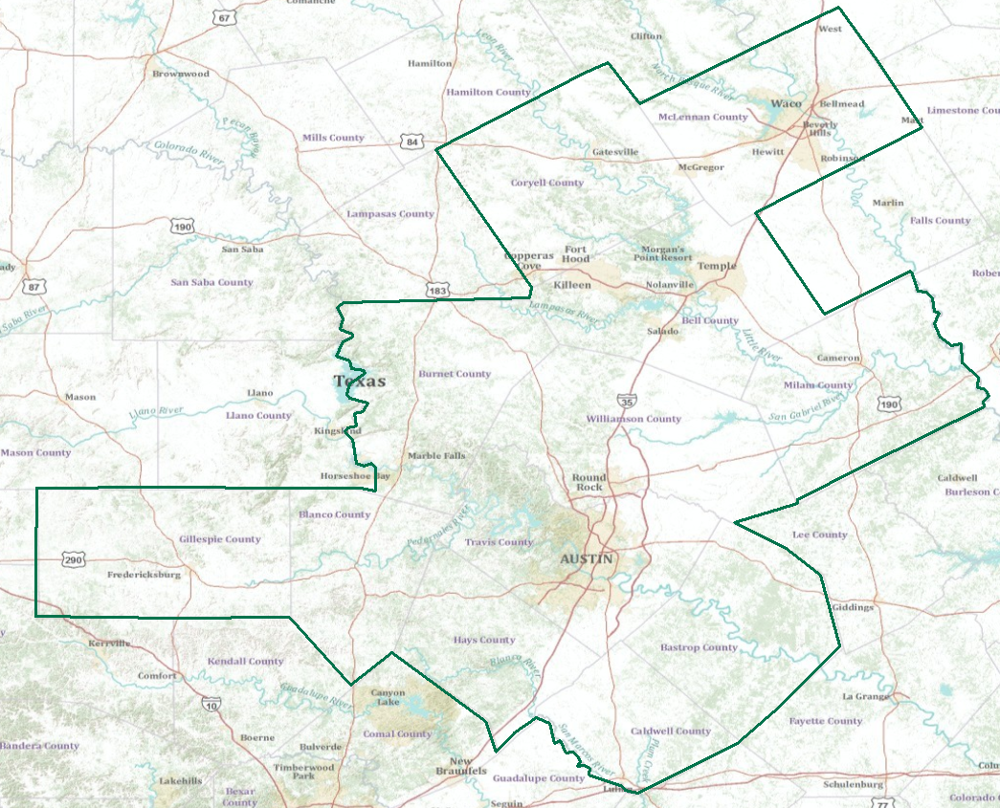 Comanche
67
West
Clifton
Leon River
Hamilton
Brownwood
North Bosque River
Hamilton County
Waco
Bellmead
Limestone Cou
McLennan County
Mart
Beverly
Hills
Pecan Bayou
Mills County
84
Colorado River
Gatesville
Hewitt
Robinson
McGregor
Coryell County
Marlin
Lampasas County
Falls County
190
San Saba
Copperas
Cove
Fort
Hood
Morgan's
Point Resort
Temple
ady
Rober
87
San Saba County
183
Killeen
Nolanville
Saba River
Lampasas River
Bell County
Salado
Little River
Cameron
Texas
Burnet County
Milam County
Mason
Llano
35
190
Llano River
Llano County
Williamson County
San Gabriel River
Kingsland
Mason County
Marble Falls
Horseshoe Bay
Round
Rock
Caldwell
Burleson C
Blanco County
Pedernales River
Gillespie County
Travis County
Lee County
290
AUSTIN
Fredericksburg
Giddings
y
Kerrville
Hays County
Bastrop County
Kendall County
Blanco River
Comfort
Guadalupe River
Canyon
Lake
La Grange
10
Fayette County
Bandera County
Boerne
Comal County
San Marcos River
Caldwell County
Plum Creek
Bulverde
New
Braunfels
Timberwood
Park
Guadalupe County
Colu
Lakehills
Luling
Schulenburg
Bexar
County
Seguin
77
Colorado